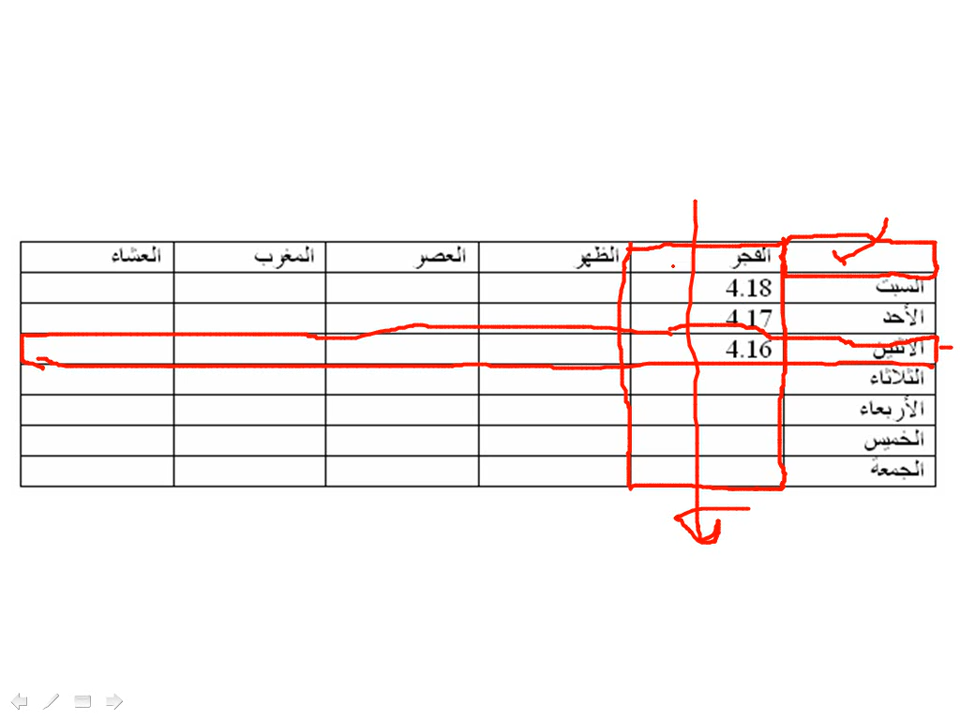 الفجر الظهر العصر المغرب العشاء
السبت 4.18
الأحد 4.17
الاثنين 4.16
الثلاثاء
الأربعاء
الخميس
الجمعة